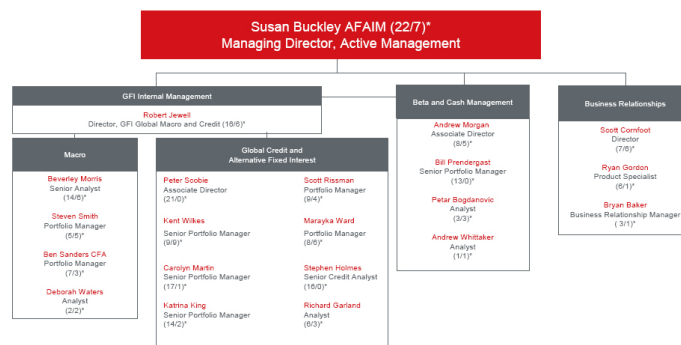 Susan Buckley AFAIM (22/7)*
Managing Director, Active Management
GFI Internal Management
Robert Jewell
Director, GFI Global Macro and Credit (16/6)*
Macro
Beverley Morris
Senior Analyst
(14/6)*
Steven Smith
Portfolio Manager
(5/5)*
Ben Sanders CFA
Portfolio Manager
(7/3)*
Deborah Waters
Analyst
(2/2)*
Global Credit and
Alternative Fixed Interest
Peter Scobie
Associate Director
(21/0)*
Kent Wilkes
Senior Portfolio Manager
(9/9)*
Carolyn Martin
Senior Portfolio Manager
(17/1)*
Katrina King
Senior Portfolio Manager
(14/2)*
Scott Rissman
Portfolio Manager
(9/4)*
Marayka Ward
Portfolio Manager
(8/6)*
Stephen Holmes
Senior Credit Analyst
(16/0)*
Richard Garland
Analyst
(6/3)*
Beta and Cash Management
Andrew Morgan
Associate Director
(8/5)*
Bill Prendergast
Senior Portfolio Manager
(13/0)*
Petar Bogdanovic
Analyst
(3/3)*
Andrew Whittaker
Analyst
(1/1)*
Business Relationships
Scott Cornfoot
Director
(7/6)*
Ryan Gordon
Product Specialist
(6/1)*
Bryan Baker
Business Relationship Manager
( 3/1)*